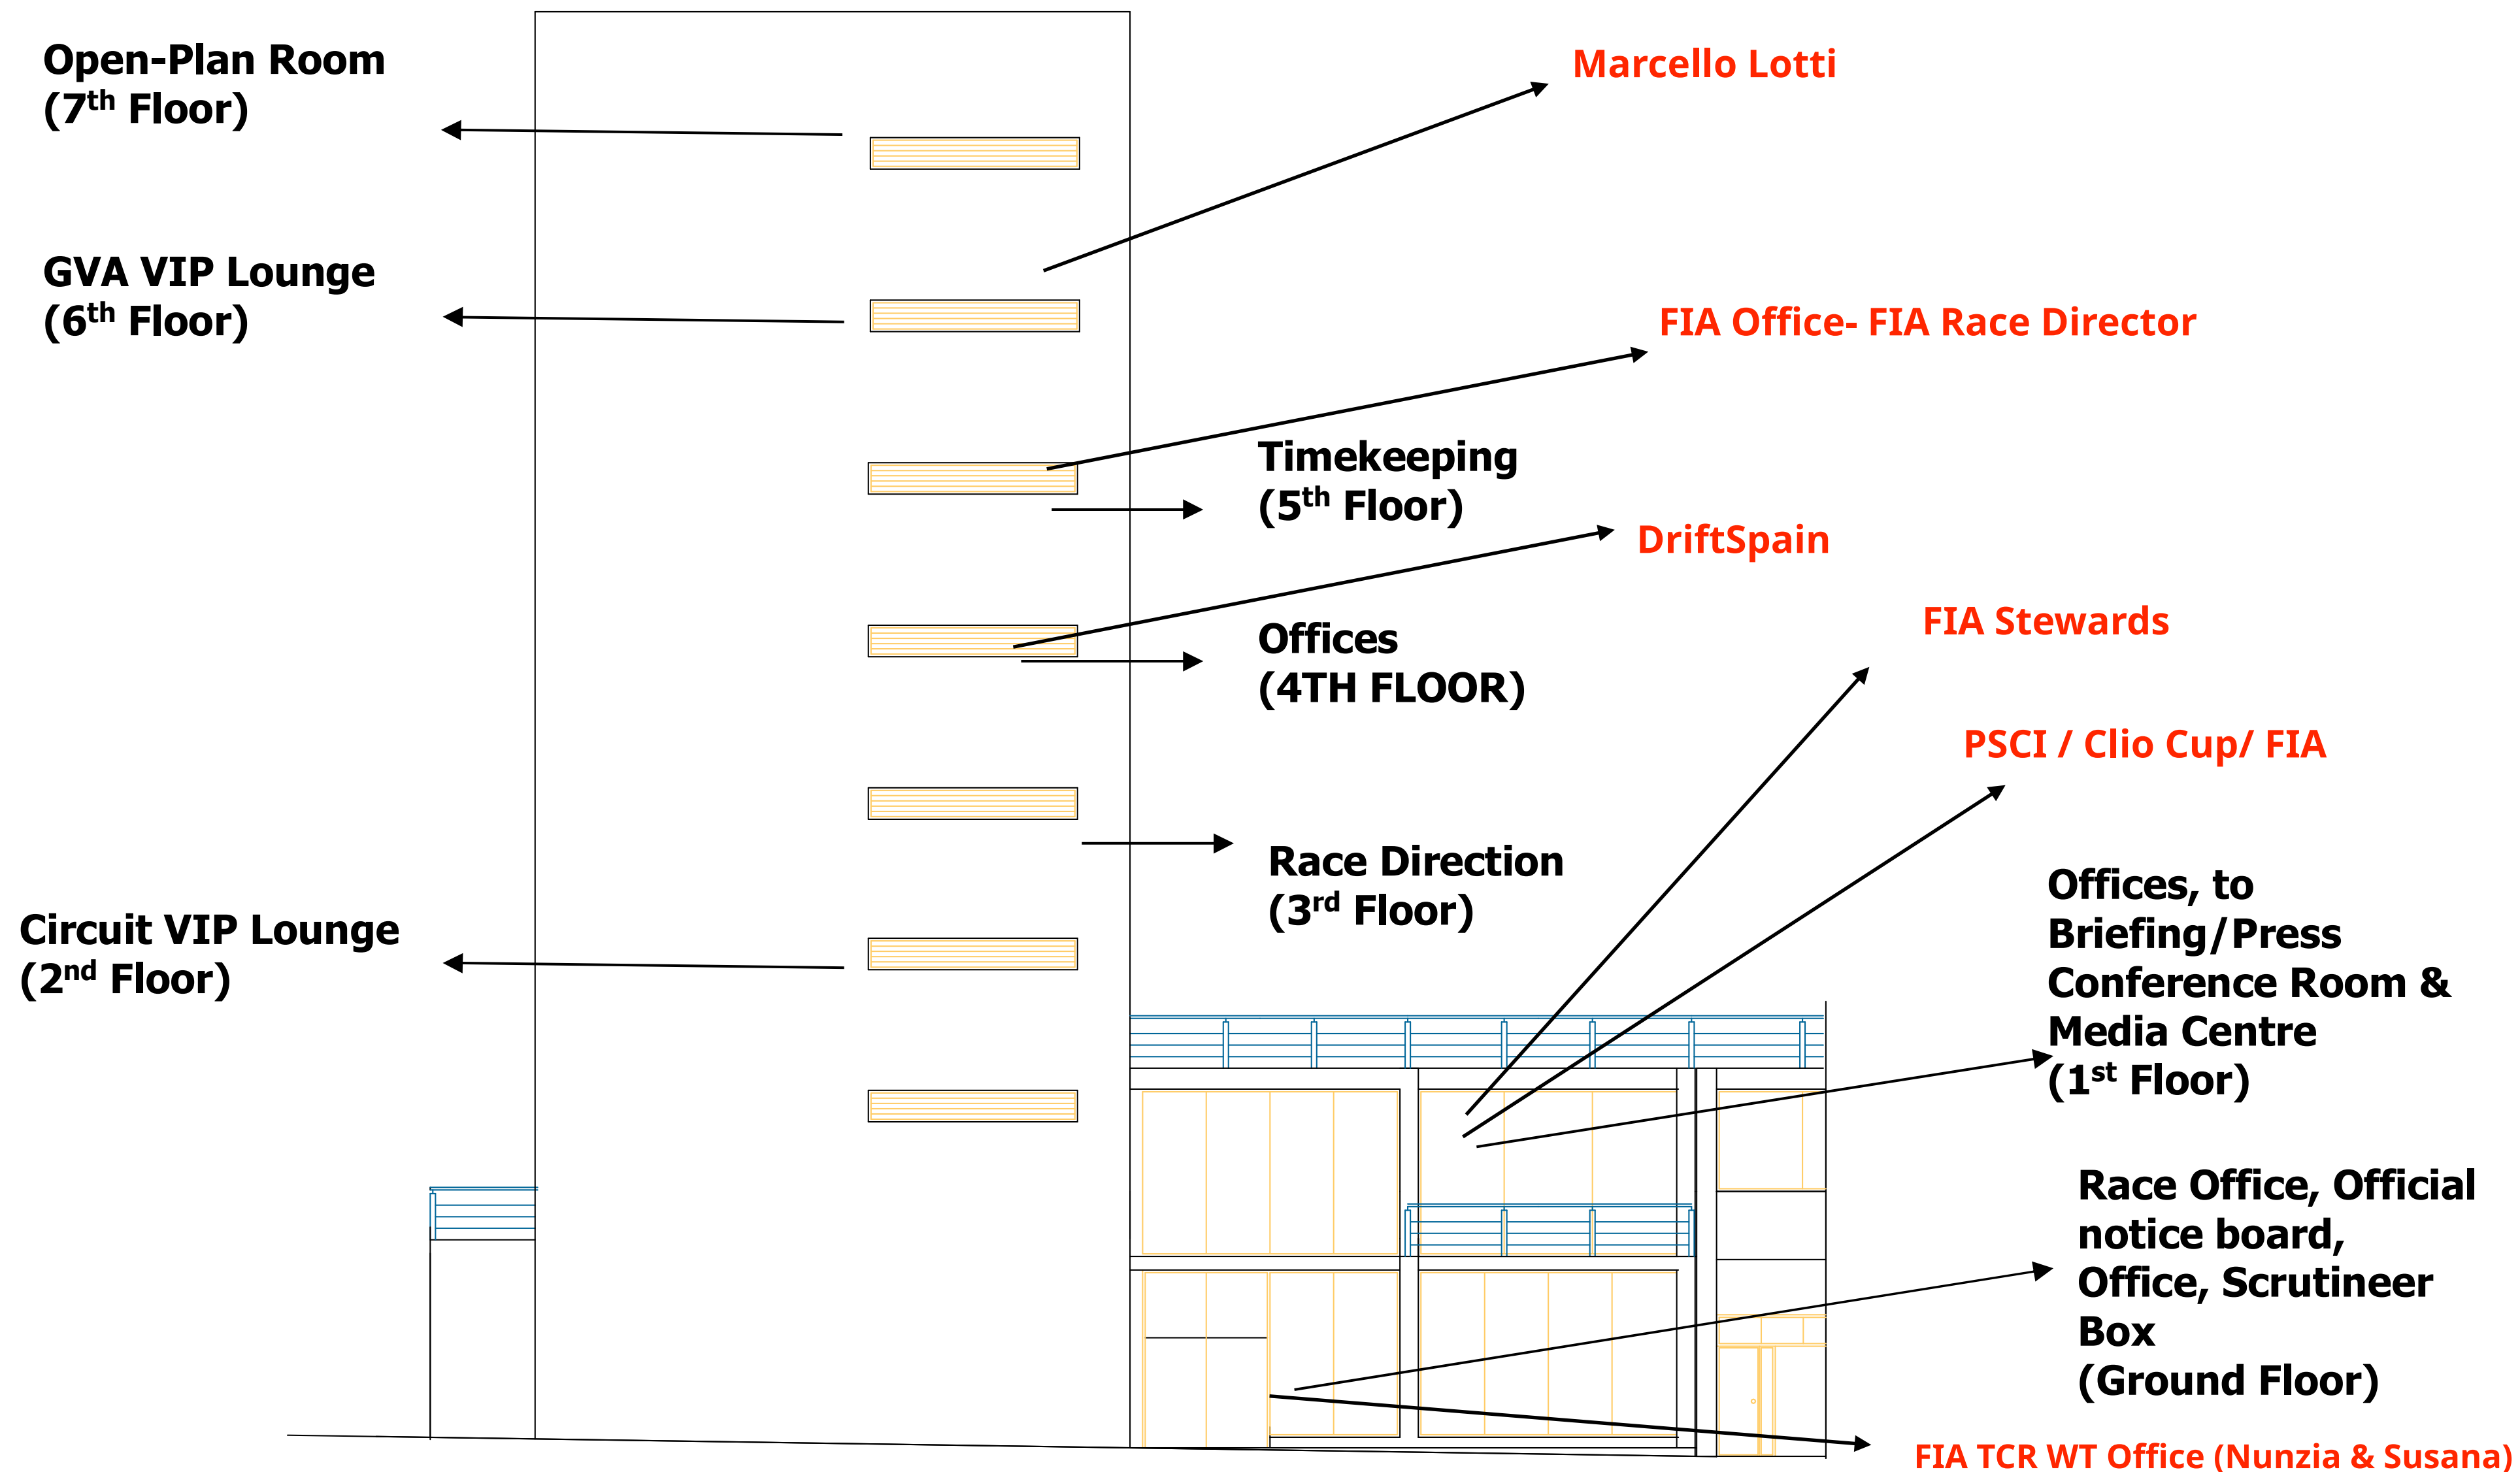 Open-Plan Room
(7th Floor)
Marcello Lotti
GVA VIP Lounge
(6th Floor)
FIA Office- FIA Race Director
Timekeeping
(5th Floor)
DriftSpain
Offices
(4TH FLOOR)
FIA Stewards
PSCI / Clio Cup/ FIA
Race Direction
(3rd Floor)
Circuit VIP Lounge
(2nd Floor)
Offices, to
Briefing/Press
Conference Room &
Media Centre
(1st Floor)
Race Office, Official
notice board,
Office, Scrutineer
Box
(Ground Floor)
FIA TCR WT Office (Nunzia & Susana)